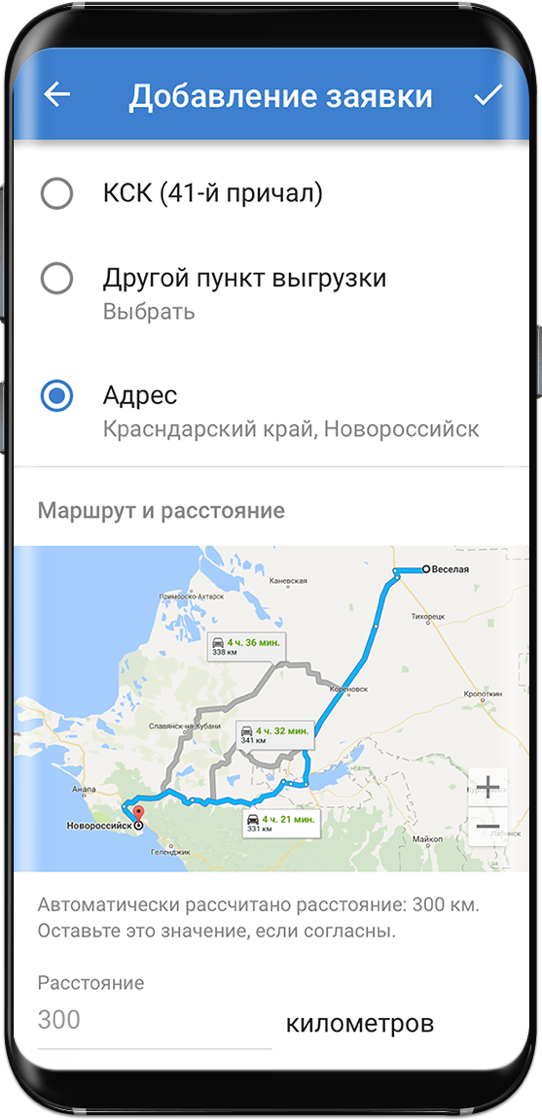 Добавление заявки
КСК (41-й причал)
Другой пункт выгрузки
Выбрать
Адрес
Красндарский край, Новороссийск
Маршрут и расстояние
Веселая
Каневская
Приморско-Ахтарск
Тихорецк
4 ч. 36 мин.
338 км
Кореновск
Кропоткин
Славянск-на-Кубани
4 ч. 32 мин.
341 км
Анапа
Новороссийск
4 ч. 21 мин.
331 км
Майкоп
Лабинск
Геленджик
Автоматически рассчитано расстояние: 300 км.
Оставьте это значение, если согласны.
Расстояние
300 километров